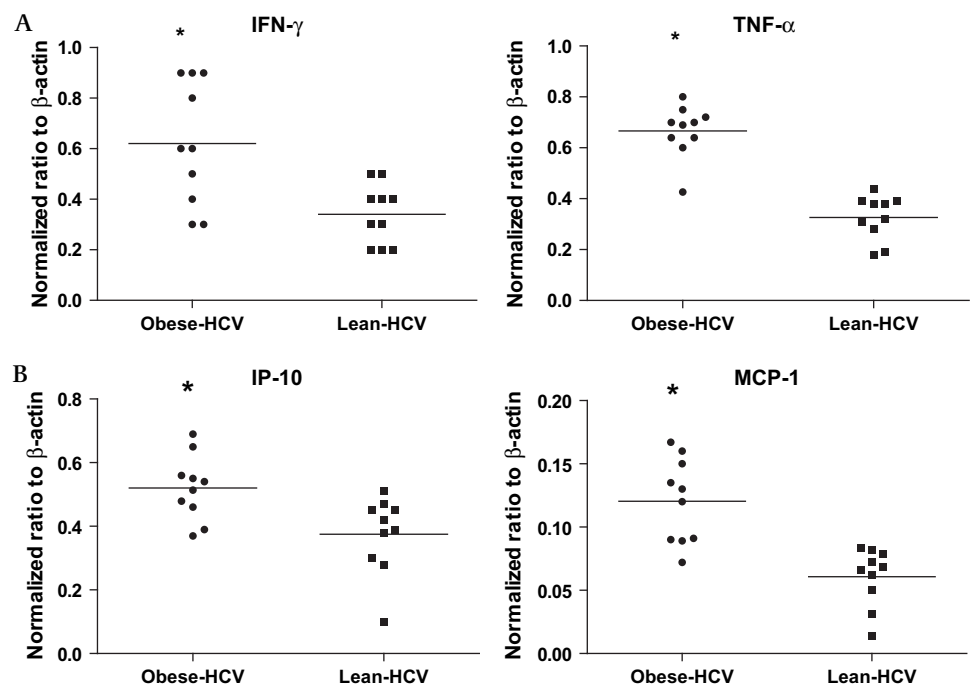 A
IFN-γ
*
Normalized ratio to β-actin
1.0
0.8
0.6
0.4
0.2
0.0
Obese-HCV Lean-HCV
TNF-α
*
Normalized ratio to β-actin
1.0
0.8
0.6
0.4
0.2
0.0
Obese-HCV Lean-HCV
B
IP-10
*
Normalized ratio to β-actin
0.8
0.6
0.4
0.2
0.0
Obese-HCV Lean-HCV
MCP-1
*
Normalized ratio to β-actin
0.20
0.15
0.10
0.05
0.00
Obese-HCV Lean-HCV